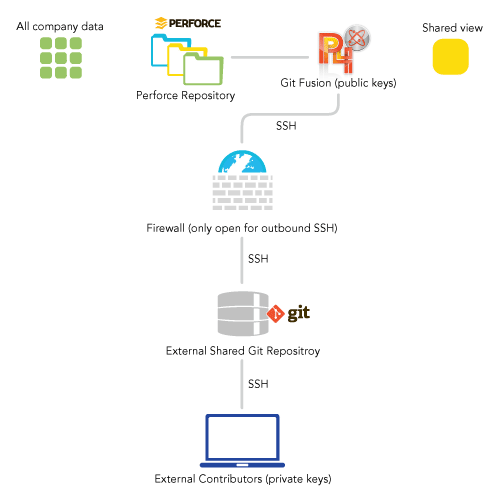 All company data
PERFORCE
Shared view
Perforce Repository
P4
Git Fusion (public keys)
SSH
Firewall (only open for outbound SSH)
SSH
git
External Shared Git Repositroy
SSH
External Contributors (private keys)